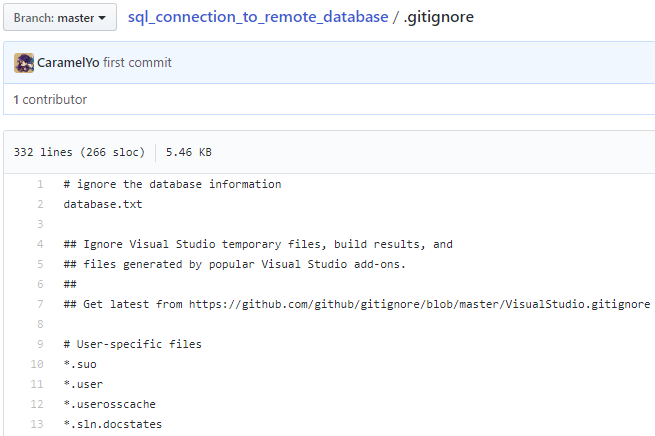 Branch: master sql_connection_to_remote_database / .gitignore
CaramelYo first commit
1 contributor
332 lines (266 sloc) 5.46 KB
1 # ignore the database information
2 database.txt
3
4 ## Ignore Visual Studio temporary files, build results, and
5 ## files generated by popular Visual Studio add-ons.
6 ##
7 ## Get latest from https://github.com/github/gitignore/blob/master/VisualStudio.gitignore
8
9 # User-specific files
10 *.suo
11 *.user
12 *.userosscache
13 *.sln.docstates